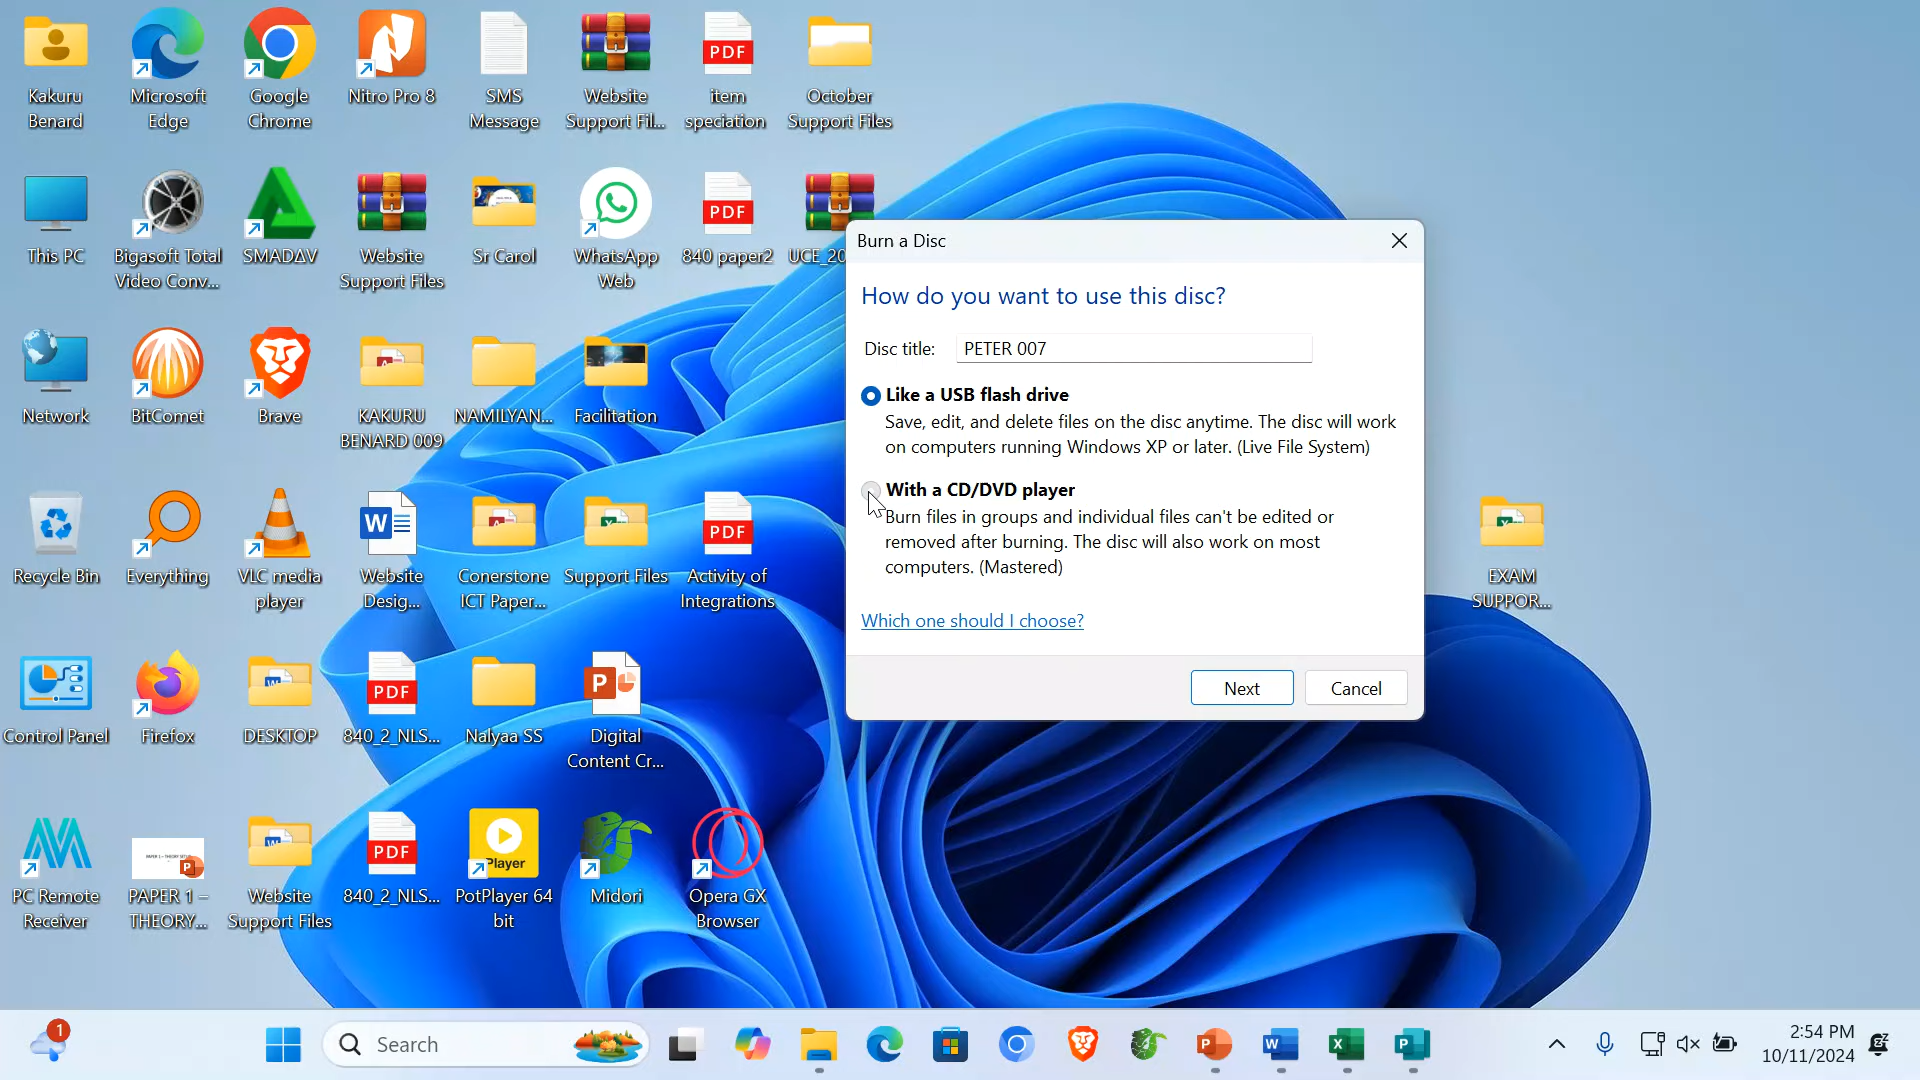 Kakuru
Benard
Microsoft
Edge
Google
Chrome
Nitro Pro 8
SMS
Message
Website
Support Fil...
PDF
item
speciation
October
Support Files
This PC
Bigasoft Total
Video Conv...
SMADΔV
Website
Support Files
Sr Carol
WhatsApp
Web
PDF
840 paper2
UCE_20
Network
BitComet
Brave
KAKURU
BENARD 009
NAMILYAN...
Facilitation
Recycle Bin
Everything
VLC media
player
W
Website
Desig...
Conerstone
ICT Paper...
Support Files
PDF
Activity of
Integrations
EXAM
SUPPOR...
Control Panel
Firefox
DESKTOP
PDF
840_2_NLS...
Nalyaa SS
P
Digital
Content Cr...
PC Remote
Receiver
PAPER 1 –
THEORY...
Website
Support Files
PDF
840_2_NLS...
Player
PotPlayer 64
bit
Midori
Opera GX
Browser
Burn a Disc
How do you want to use this disc?
Disc title: PETER 007
Like a USB flash drive
Save, edit, and delete files on the disc anytime. The disc will work
on computers running Windows XP or later. (Live File System)
With a CD/DVD player
Burn files in groups and individual files can't be edited or
removed after burning. The disc will also work on most
computers. (Mastered)
Which one should I choose?
Next
Cancel
1
Search
P
W
X
P
2:54 PM
10/11/2024